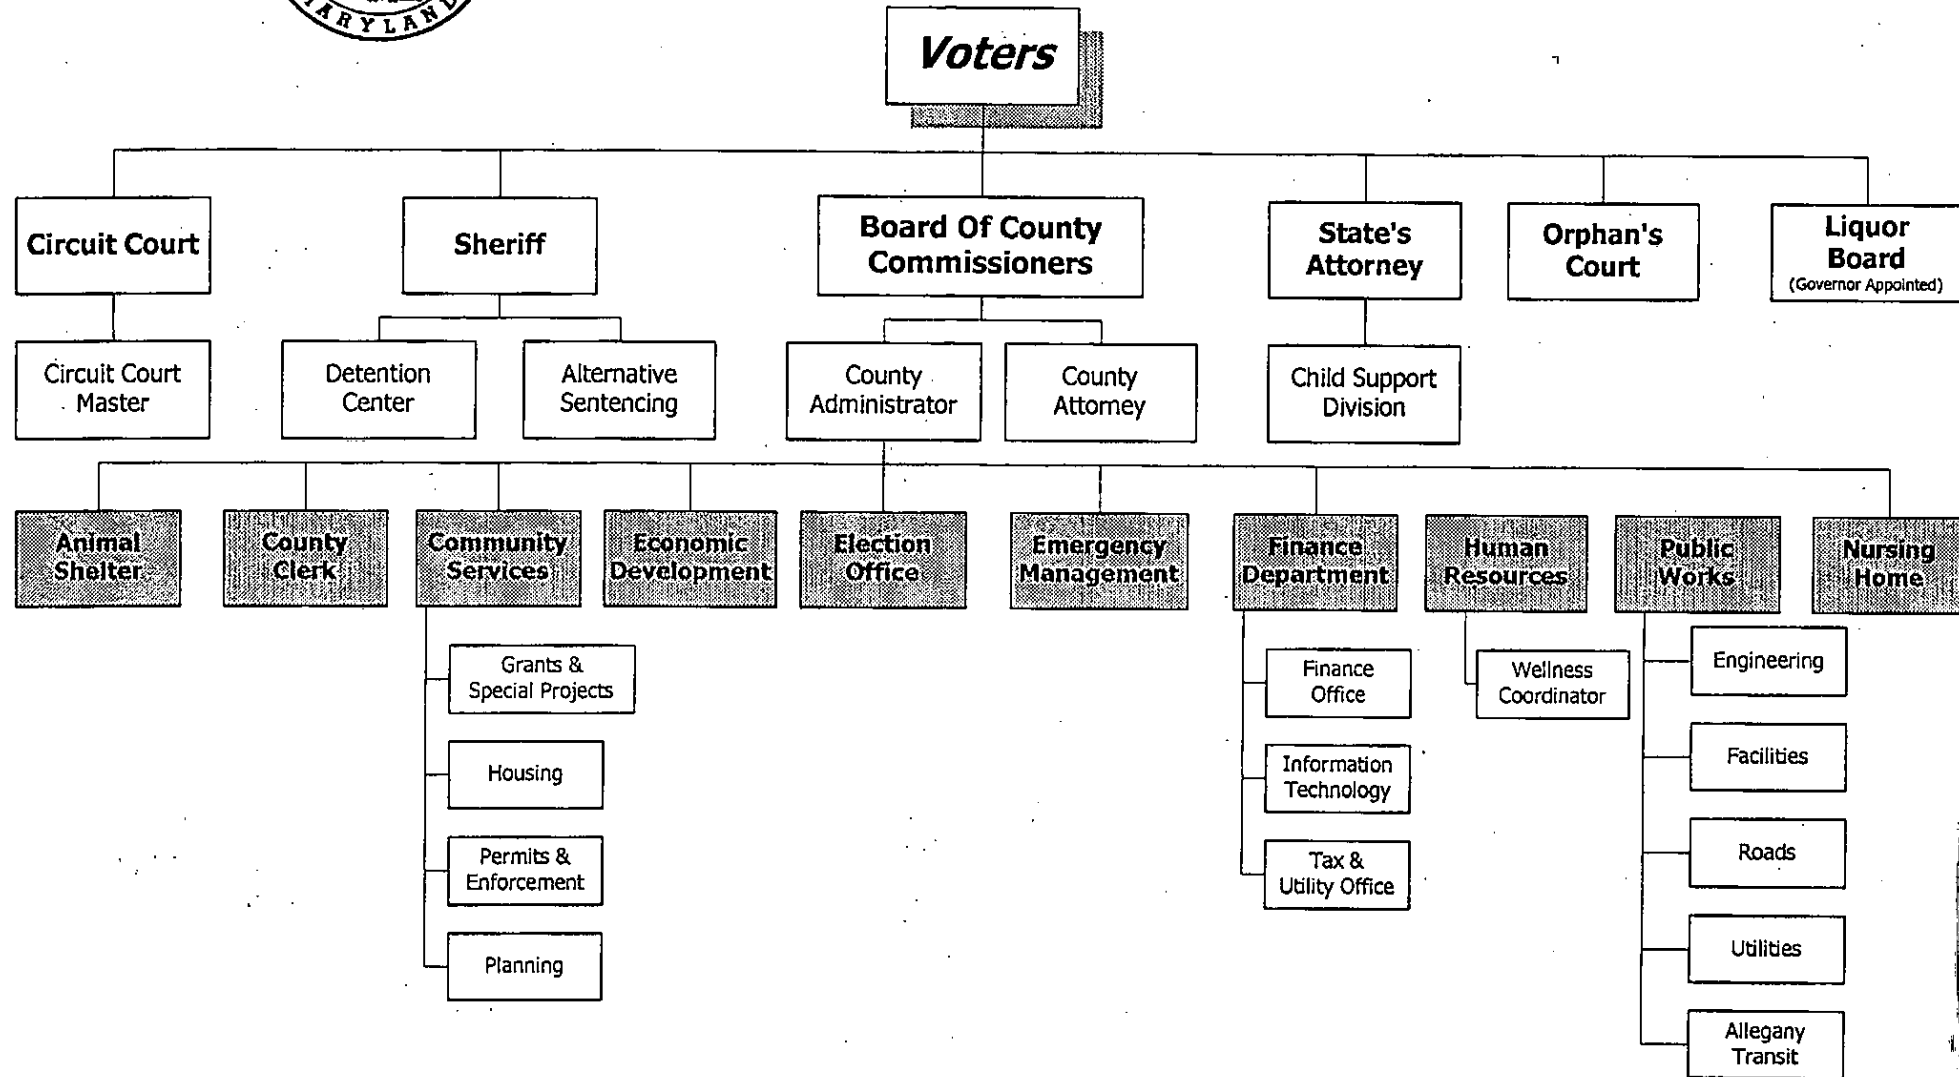 MARYLAND
Voters
Circuit Court
Sheriff
Board Of County
Commissioners
State's
Attorney
Orphan's
Court
Liquor
Board
(Governor Appointed)
Circuit Court
Master
Detention
Center
Alternative
Sentencing
County
Administrator
County
Attorney
Child Support
Division
Animal
Shelter
County
Clerk
Community
Services
Economic
Development
Election
Office
Emergency
Management
Finance
Department
Human
Resources
Public
Works
Nursing
Home
Grants &
Special Projects
Housing
Permits &
Enforcement
Planning
Finance
Office
Information
Technology
Tax &
Utility Office
Wellness
Coordinator
Engineering
Facilities
Roads
Utilities
Allegany
Transit